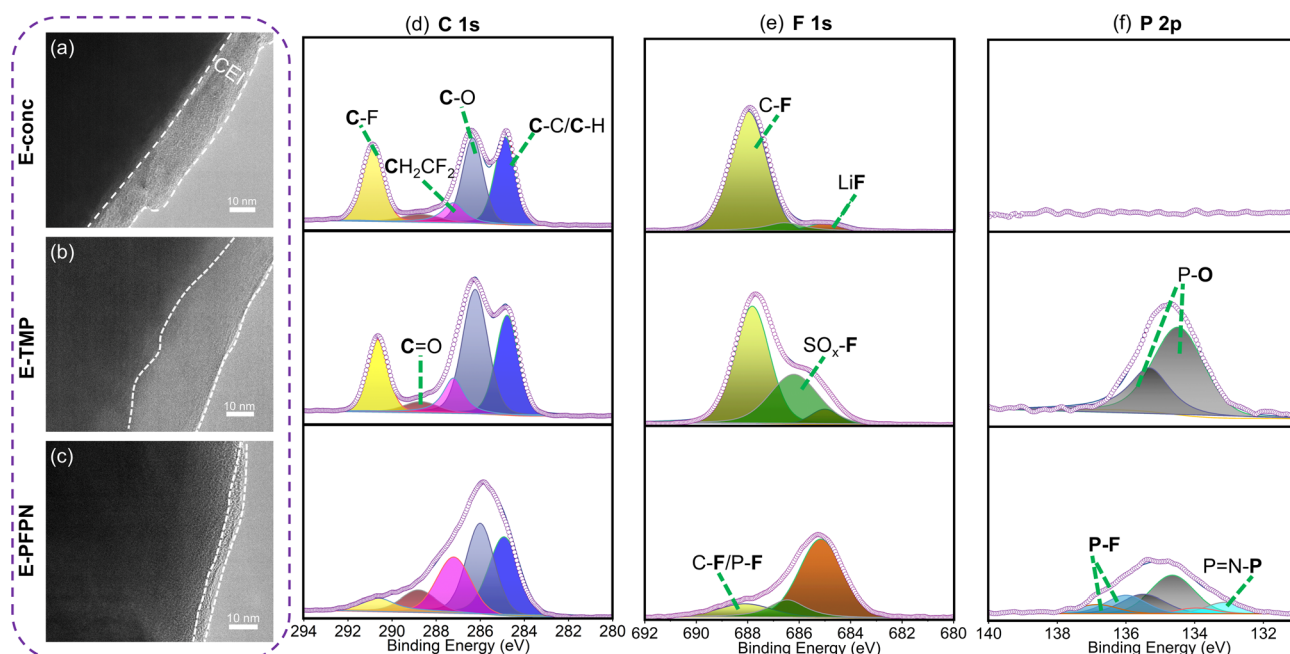 (d) C 1s
(e) F 1s
(f) P 2p
E-conc
(a)
CEI
10 nm
C-F
C-O
CH₂CF₂
C-C/C-H
C-F
LiF
E-TMP
(b)
10 nm
C=O
SOₓ-F
P-O
E-PFPN
(c)
10 nm
C-F/P-F
P-F
P=N-P
294 292 290 288 286 284 282 280
Binding Energy (eV)
692 690 688 686 684 682 680
Binding Energy (eV)
140 138 136 134 132
Binding Energy (eV)